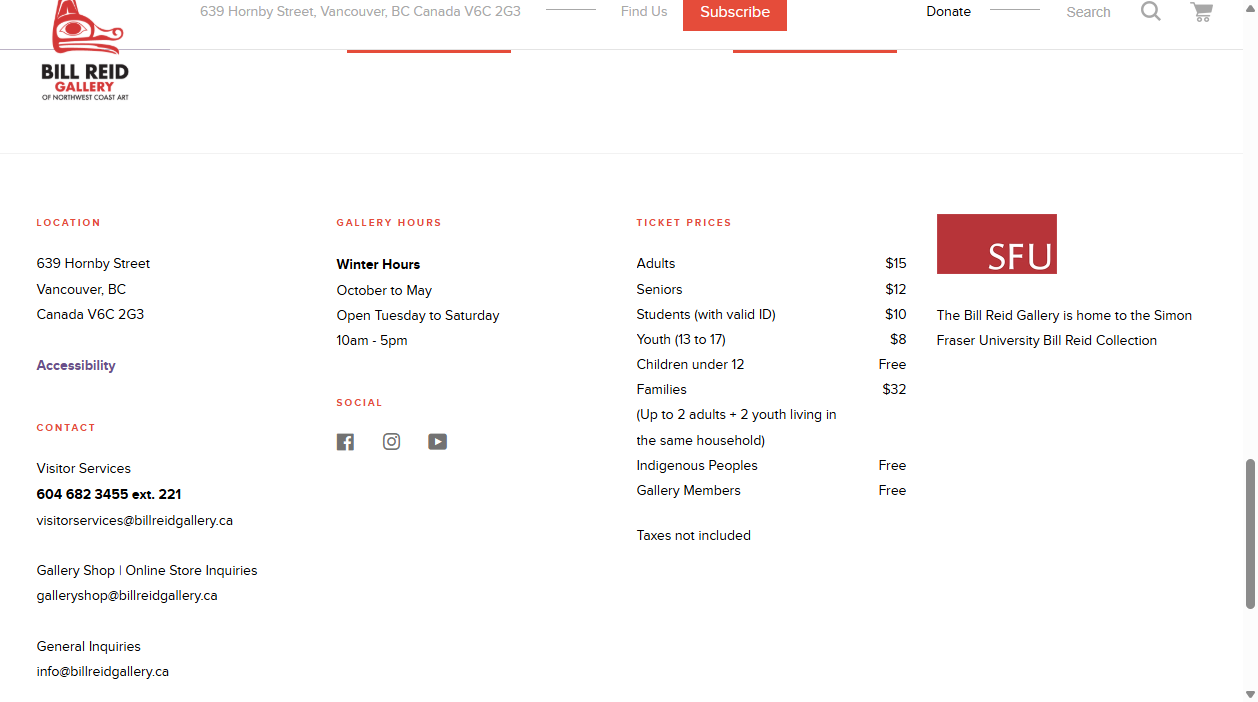 639 Hornby Street, Vancouver, BC Canada V6C 2G3
Find Us
Subscribe
Donate
Search
BILL REID
GALLERY
OF NORTHWEST COAST ART
LOCATION
639 Hornby Street
Vancouver, BC
Canada V6C 2G3
Accessibility
CONTACT
Visitor Services
604 682 3455 ext. 221
visitorservices@billreidgallery.ca
Gallery Shop | Online Store Inquiries
galleryshop@billreidgallery.ca
General Inquiries
info@billreidgallery.ca
GALLERY HOURS
Winter Hours
October to May
Open Tuesday to Saturday
10am - 5pm
SOCIAL
TICKET PRICES
Adults $15
Seniors $12
Students (with valid ID) $10
Youth (13 to 17) $8
Children under 12 Free
Families $32
(Up to 2 adults + 2 youth living in
the same household)
Indigenous Peoples Free
Gallery Members Free
Taxes not included
SFU
The Bill Reid Gallery is home to the Simon
Fraser University Bill Reid Collection